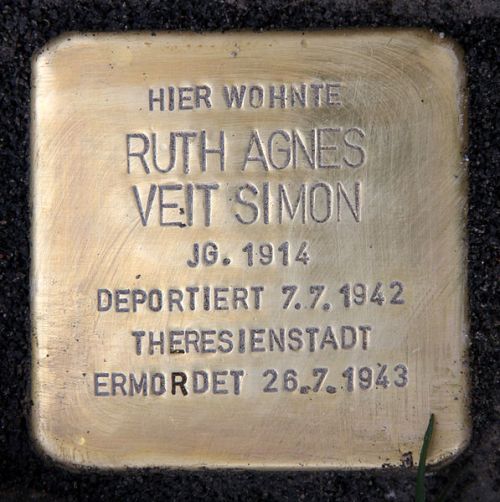 HIER WOHNTE
RUTH AGNES
VEIT SIMON
JG. 1914
DEPORTIERT 7.7.1942
THERESIENSTADT
ERMORDET 26.7.1943